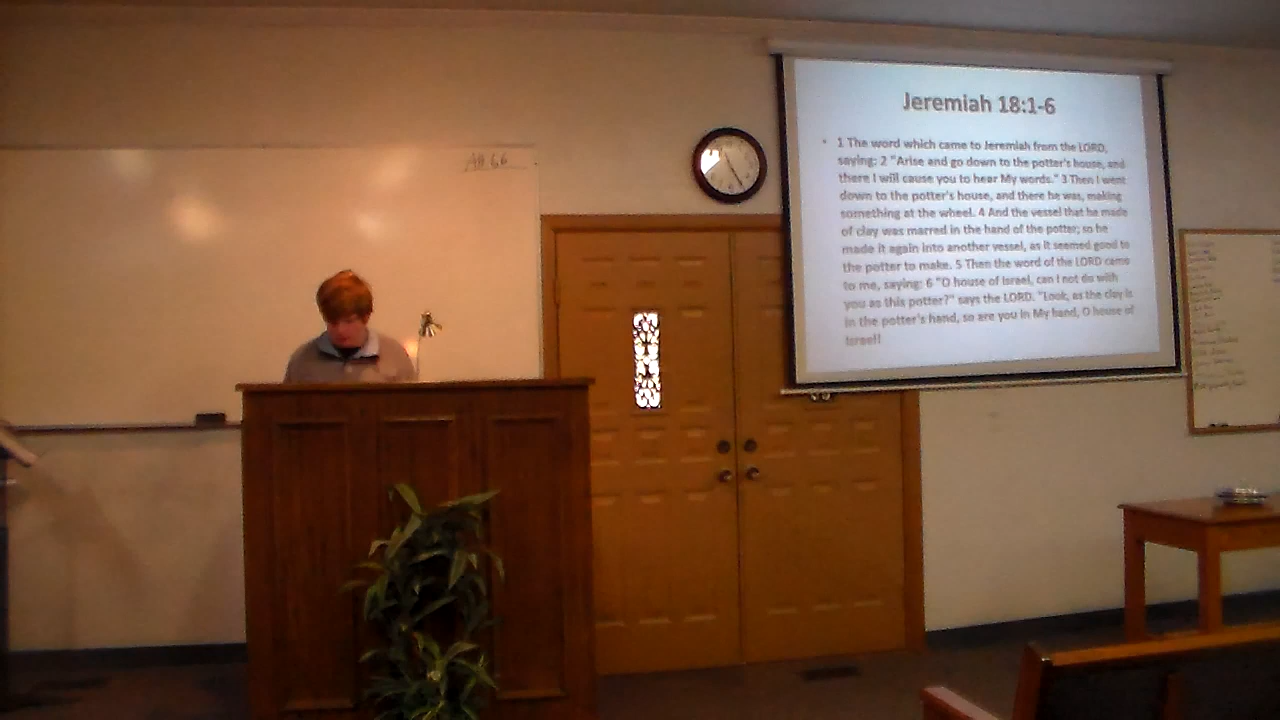 Jeremiah 18:1-6
• 1 The word which came to Jeremiah from the LORD,
saying: 2 "Arise and go down to the potter's house, and
there I will cause you to hear My words." 3 Then I went
down to the potter's house, and there he was, making
something at the wheel. 4 And the vessel that he made
of clay was marred in the hand of the potter; so he
made it again into another vessel, as it seemed good to
the potter to make. 5 Then the word of the LORD came
to me, saying: 6 "O house of Israel, can I not do with
you as this potter?" says the LORD. "Look, as the clay is
in the potter's hand, so are you in My hand, O house of
Israel!